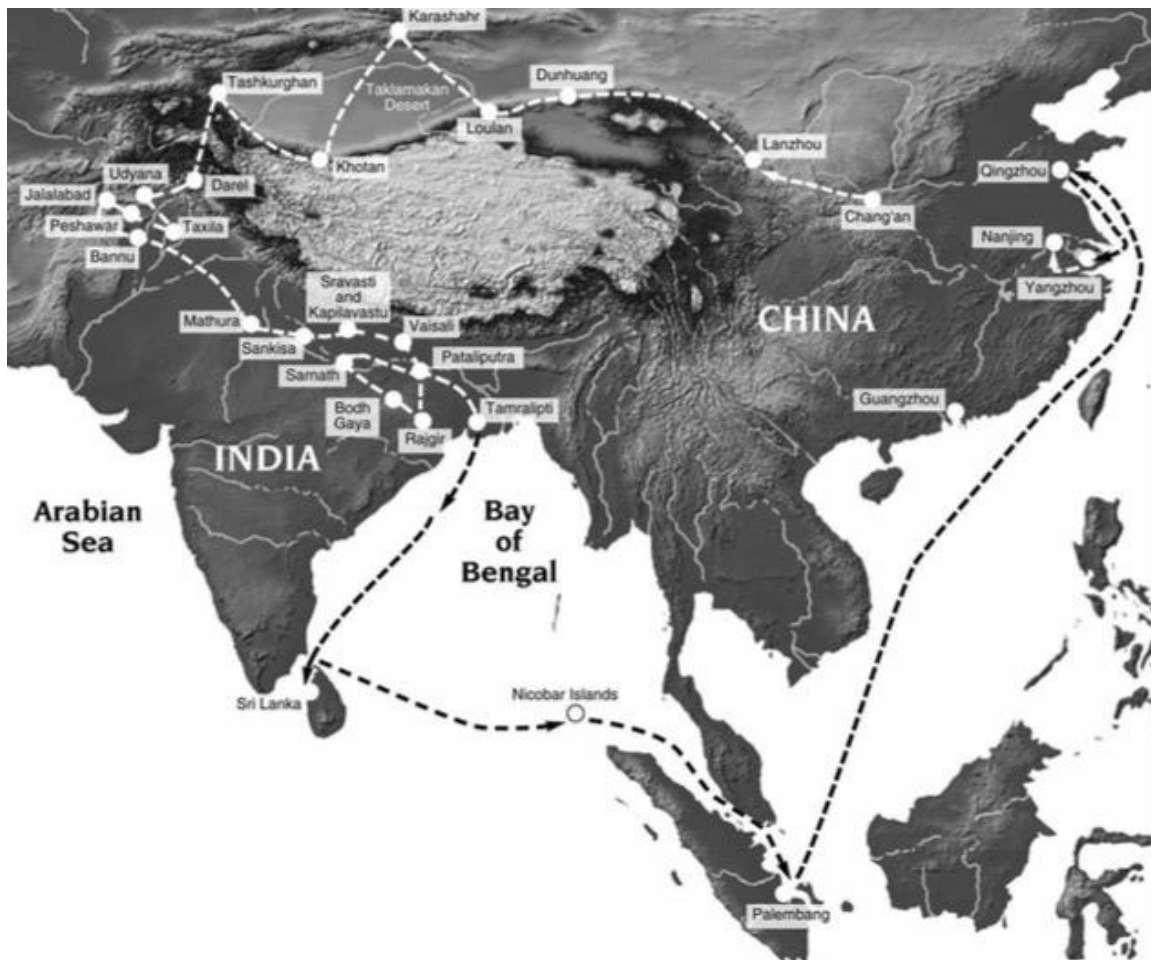 Karashahr
Tashkurghan
Dunhuang
Taklamakan
Desert
Loulan
Lanzhou
Khotan
Qingzhou
Udyana
Darel
Jalalabad
Chang'an
Peshawar
Taxila
Nanjing
Bannu
Sravasti
and
Kapilavastu
Yangzhou
Mathura
CHINA
Vaisali
Sankisa
Pataliputra
Sarnath
Guangzhou
Bodh
Gaya
Tamralipti
Rajgir
INDIA
Arabian
Sea
Bay
of
Bengal
Nicobar Islands
Sri Lanka
Palembang